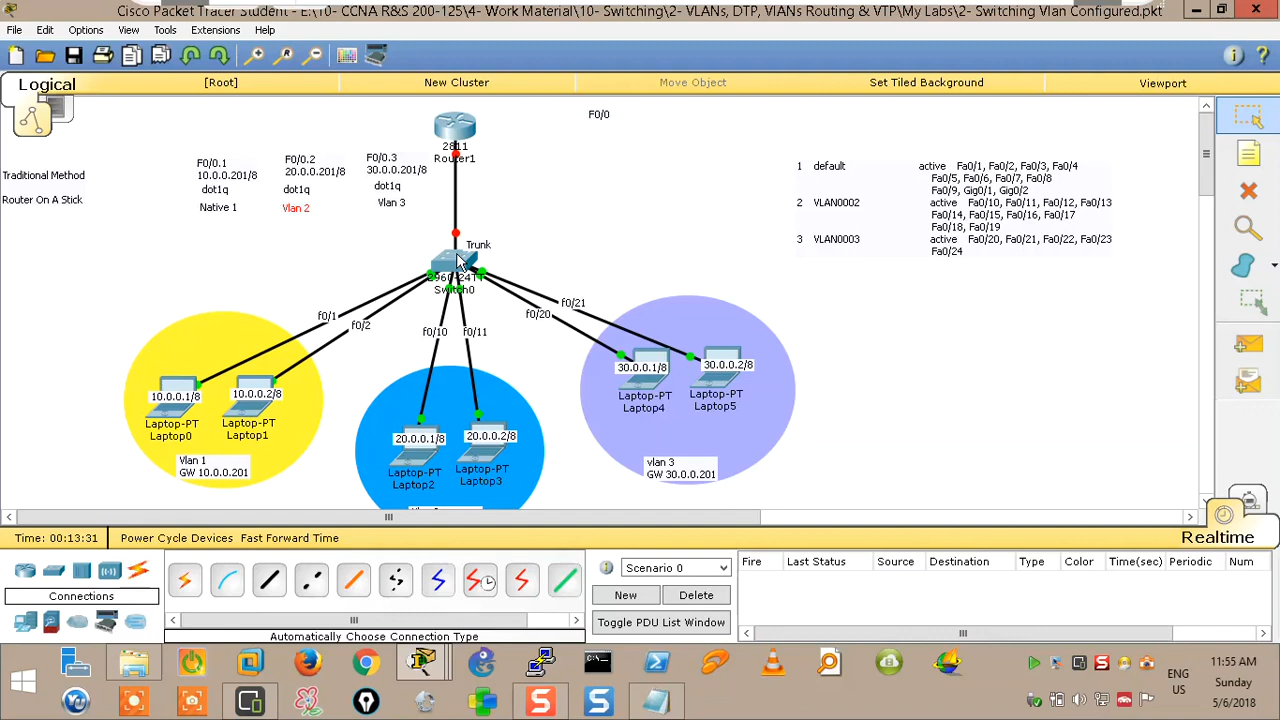 Cisco Packet Tracer Student - E:\10- CCNA R&S 200-125\4- Work Material\10- Switching\2- VLANs, DTP, VlANs Routing & VTP\My Labs\2- Switching Vlan Configured.pkt
File Edit Options View Tools Extensions Help
Logical
[Root]
New Cluster
Move Object
Set Tiled Background
Viewport
F0/0
2811
Router1
Traditional Method
Router On A Stick
F0/0.1
10.0.0.201/8
dot1q
Native 1
F0/0.2
20.0.0.201/8
dot1q
Vlan 2
F0/0.3
30.0.0.201/8
dot1q
Vlan 3
1 default active Fa0/1, Fa0/2, Fa0/3, Fa0/4
Fa0/5, Fa0/6, Fa0/7, Fa0/8
Fa0/9, Gig0/1, Gig0/2
2 VLAN0002 active Fa0/10, Fa0/11, Fa0/12, Fa0/13
Fa0/14, Fa0/15, Fa0/16, Fa0/17
Fa0/18, Fa0/19
3 VLAN0003 active Fa0/20, Fa0/21, Fa0/22, Fa0/23
Fa0/24
Trunk
2960-24TT
Switch0
f0/1
f0/2
f0/10
f0/11
f0/20
f0/21
10.0.0.1/8
Laptop-PT
Laptop0
10.0.0.2/8
Laptop-PT
Laptop1
Vlan 1
GW 10.0.0.201
20.0.0.1/8
Laptop-PT
Laptop2
20.0.0.2/8
Laptop-PT
Laptop3
30.0.0.1/8
Laptop-PT
Laptop4
30.0.0.2/8
Laptop-PT
Laptop5
vlan 3
GW 30.0.0.201
Time: 00:13:31 Power Cycle Devices Fast Forward Time
Realtime
Connections
Automatically Choose Connection Type
Scenario 0
New
Delete
Toggle PDU List Window
Fire Last Status Source Destination Type Color Time(sec) Periodic Num
ENG
US
11:55 AM
Sunday
5/6/2018